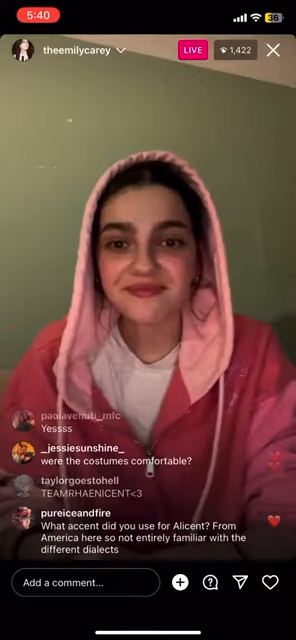 5:40
36
theemilycarey
LIVE
1,422
paolavenuti_mfc
Yessss
_jessiesunshine_
were the costumes comfortable?
taylorgoestohell
TEAMRHAENICENT<3
pureiceandfire
What accent did you use for Alicent? From
America here so not entirely familiar with the
different dialects
Add a comment...